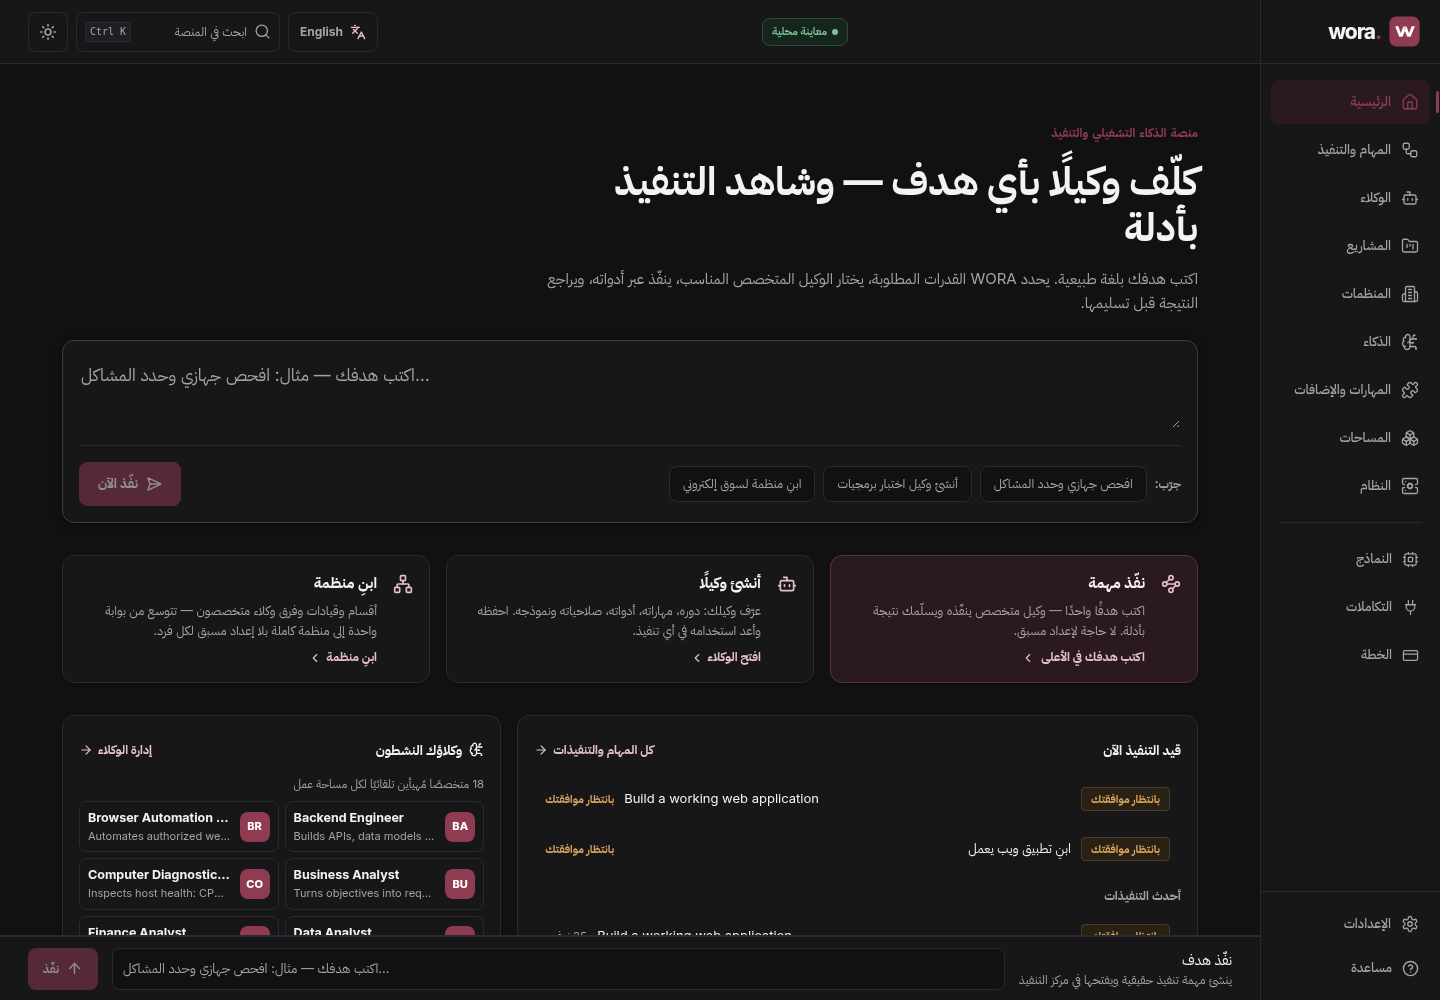 wora.
W
معاينة محلية
English
ابحث في المنصة
Ctrl K
الرئيسية
المهام والتنفيذ
الوكلاء
المشاريع
المنظمات
الذكاء
المهارات والإضافات
المساحات
النظام
النماذج
التكاملات
الخطة
الإعدادات
مساعدة
منصة الذكاء التشغيلي والتنفيذ
كلّف وكيلًا بأي هدف — وشاهد التنفيذ
بأدلة
اكتب هدفك بلغة طبيعية. يحدد WORA القدرات المطلوبة، يختار الوكيل المتخصص المناسب، ينفّذ عبر أدواته، ويراجع
النتيجة قبل تسليمها.
اكتب هدفك — مثال: افحص جهازي وحدد المشاكل...
جرّب:
افحص جهازي وحدد المشاكل
أنشئ وكيل اختبار برمجيات
ابنِ منظمة لسوق إلكتروني
نفّذ الآن
نفّذ مهمة
اكتب هدفًا واحدًا — وكيل متخصص ينفّذه ويسلّمك نتيجة
بأدلة. لا حاجة لإعداد مسبق.
اكتب هدفك في الأعلى
أنشئ وكيلًا
عرّف وكيلك: دوره، مهاراته، أدواته، صلاحياته ونموذجه. احفظه
وأعد استخدامه في أي تنفيذ.
افتح الوكلاء
ابنِ منظمة
أقسام وقيادات وفرق وكلاء متخصصون — تتوسع من بوابة
واحدة إلى منظمة كاملة بلا إعداد مسبق لكل فرد.
ابنِ منظمة
قيد التنفيذ الآن
كل المهام والتنفيذات
بانتظار موافقتك
Build a working web application
بانتظار موافقتك
بانتظار موافقتك
ابنِ تطبيق ويب يعمل
بانتظار موافقتك
أحدث التنفيذات
Build a working web application
وكلاؤك النشطون
إدارة الوكلاء
18 متخصصًا مُهيأين تلقائيًا لكل مساحة عمل
BA
Backend Engineer
Builds APIs, data models ...
BR
Browser Automation ...
Automates authorized we...
BU
Business Analyst
Turns objectives into req...
CO
Computer Diagnostic...
Inspects host health: CP...
Data Analyst
Finance Analyst
نفّذ هدف
ينشئ مهمة تنفيذ حقيقية ويفتحها في مركز التنفيذ
اكتب هدفك — مثال: افحص جهازي وحدد المشاكل...
نفّذ